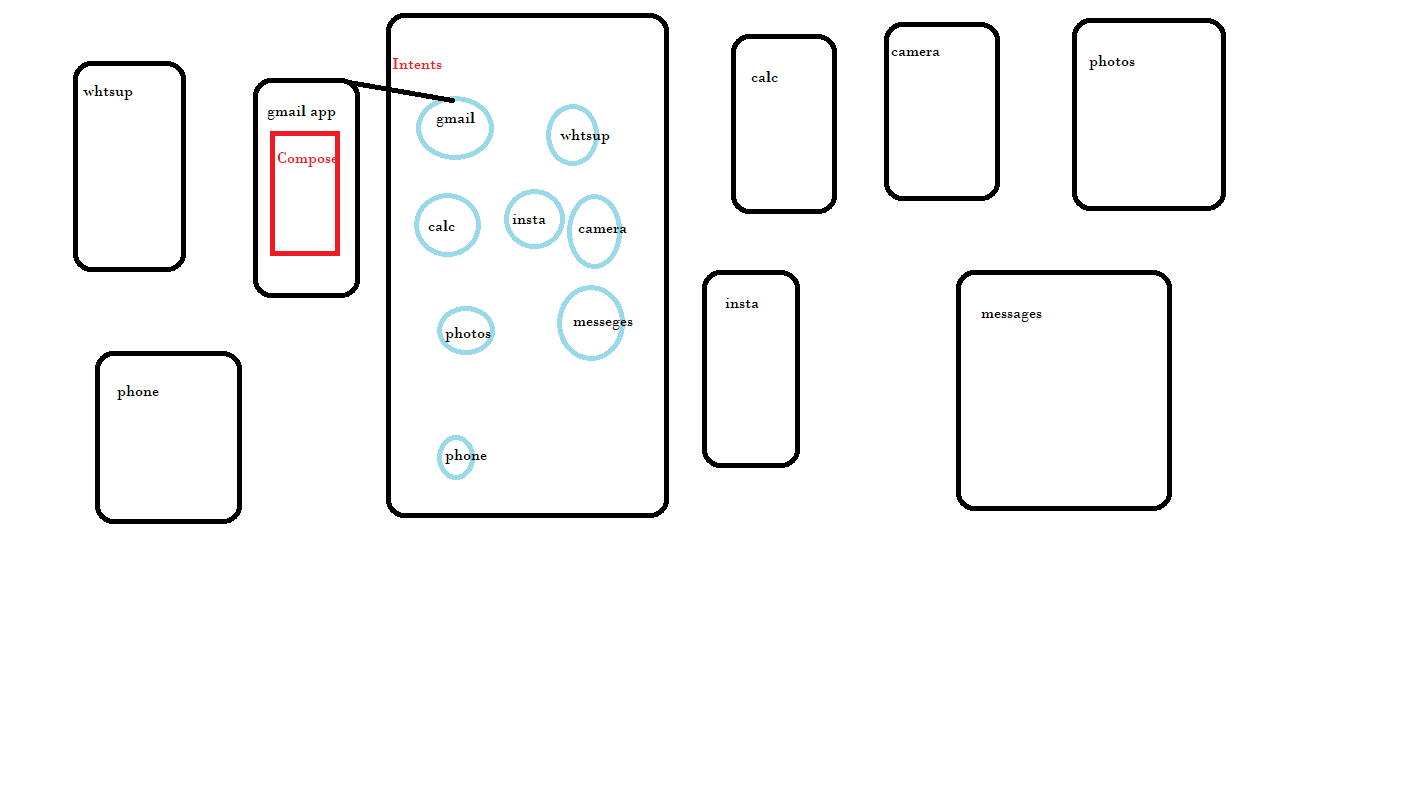 whtsup
gmail app
Compose
phone
Intents
gmail
whtsup
calc
insta
camera
photos
messeges
phone
calc
camera
photos
insta
messages